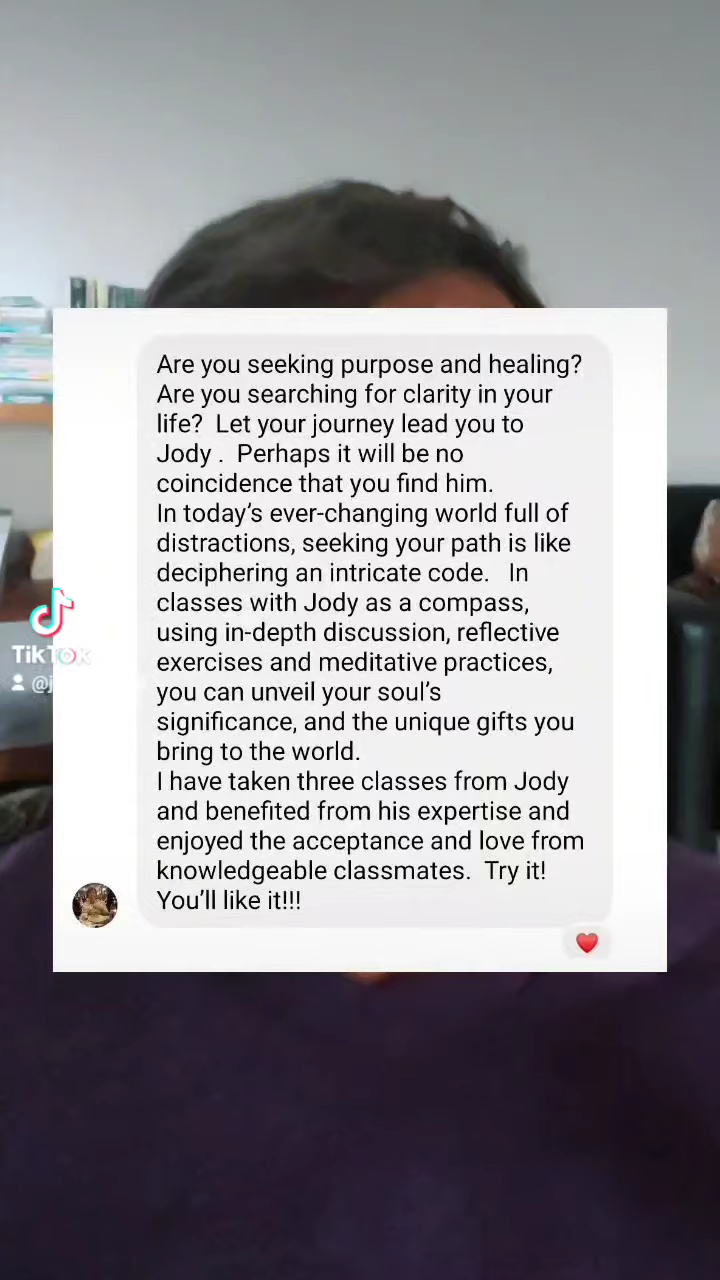 Are you seeking purpose and healing?
Are you searching for clarity in your
life?  Let your journey lead you to
Jody .  Perhaps it will be no
coincidence that you find him.
In today’s ever-changing world full of
distractions, seeking your path is like
deciphering an intricate code.   In
classes with Jody as a compass,
using in-depth discussion, reflective
exercises and meditative practices,
you can unveil your soul’s
significance, and the unique gifts you
bring to the world.
I have taken three classes from Jody
and benefited from his expertise and
enjoyed the acceptance and love from
knowledgeable classmates.  Try it!
You’ll like it!!!
TikTok
@j